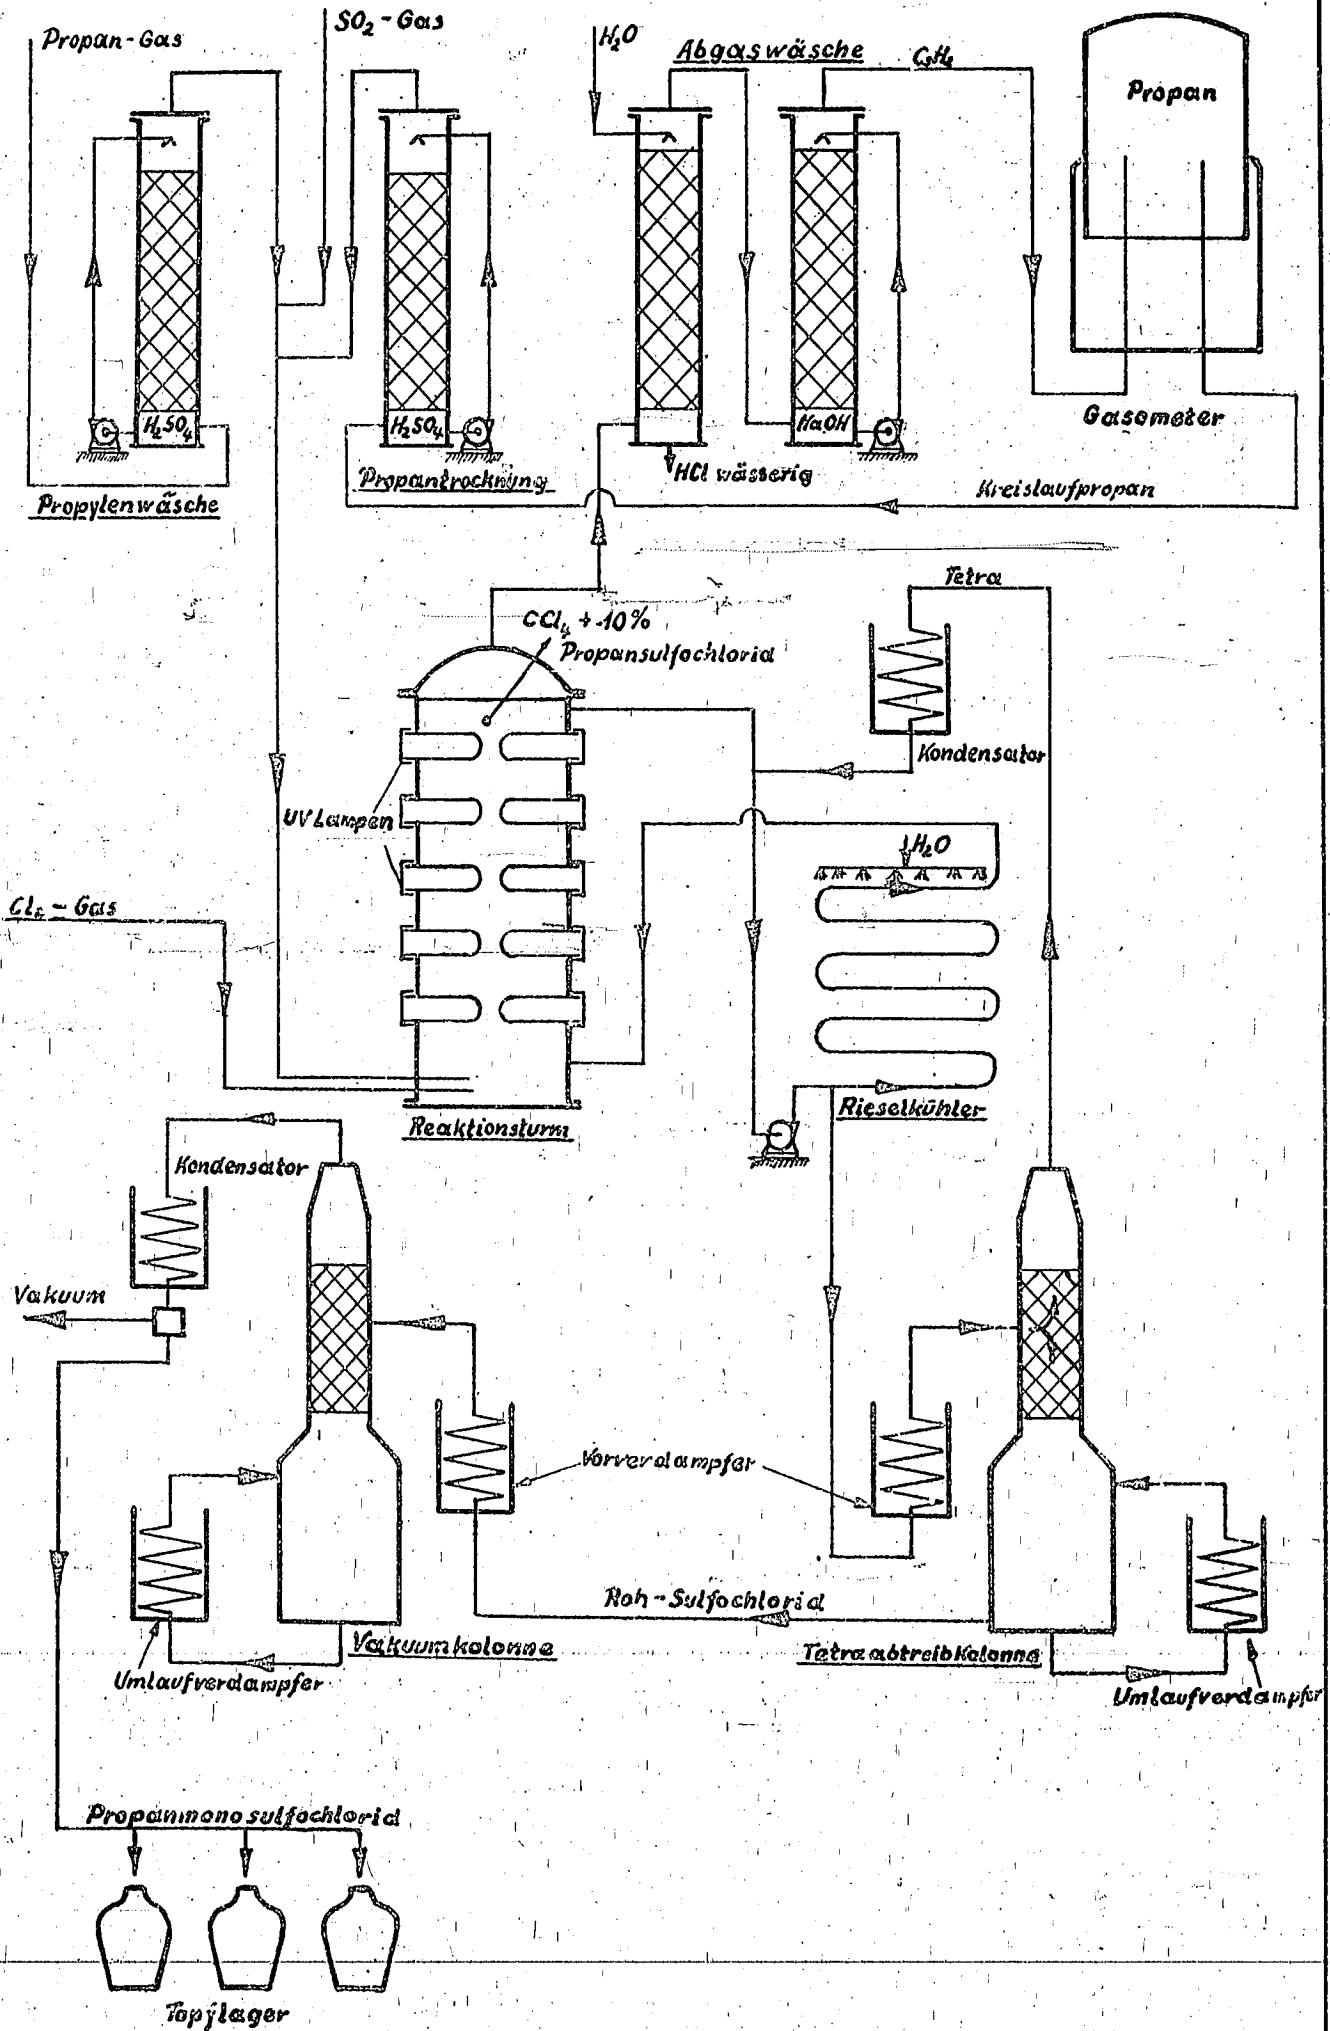 Propan-Gas
SO₂-Gas
H₂O
Abgaswäsche
Propan
H₂SO₄
H₂SO₄
NaOH
Gasometer
Propylenwäsche
Propantrocknung
HCl wässerig
Kreislaufpropan
Tetra
CCl₄ + 10%
Propansulfochlorid
Kondensator
UV Lampen
H₂O
-Gas
Rieselkühler
Reaktionsturm
Kondensator
Vakuum
Vorverdampfer
Roh-Sulfochlorid
Vakuumkolonne
Tetraabtreibkolonne
Umlaufverdampfer
Umlaufverdampfer
Propanmonosulfochlorid
Topflager